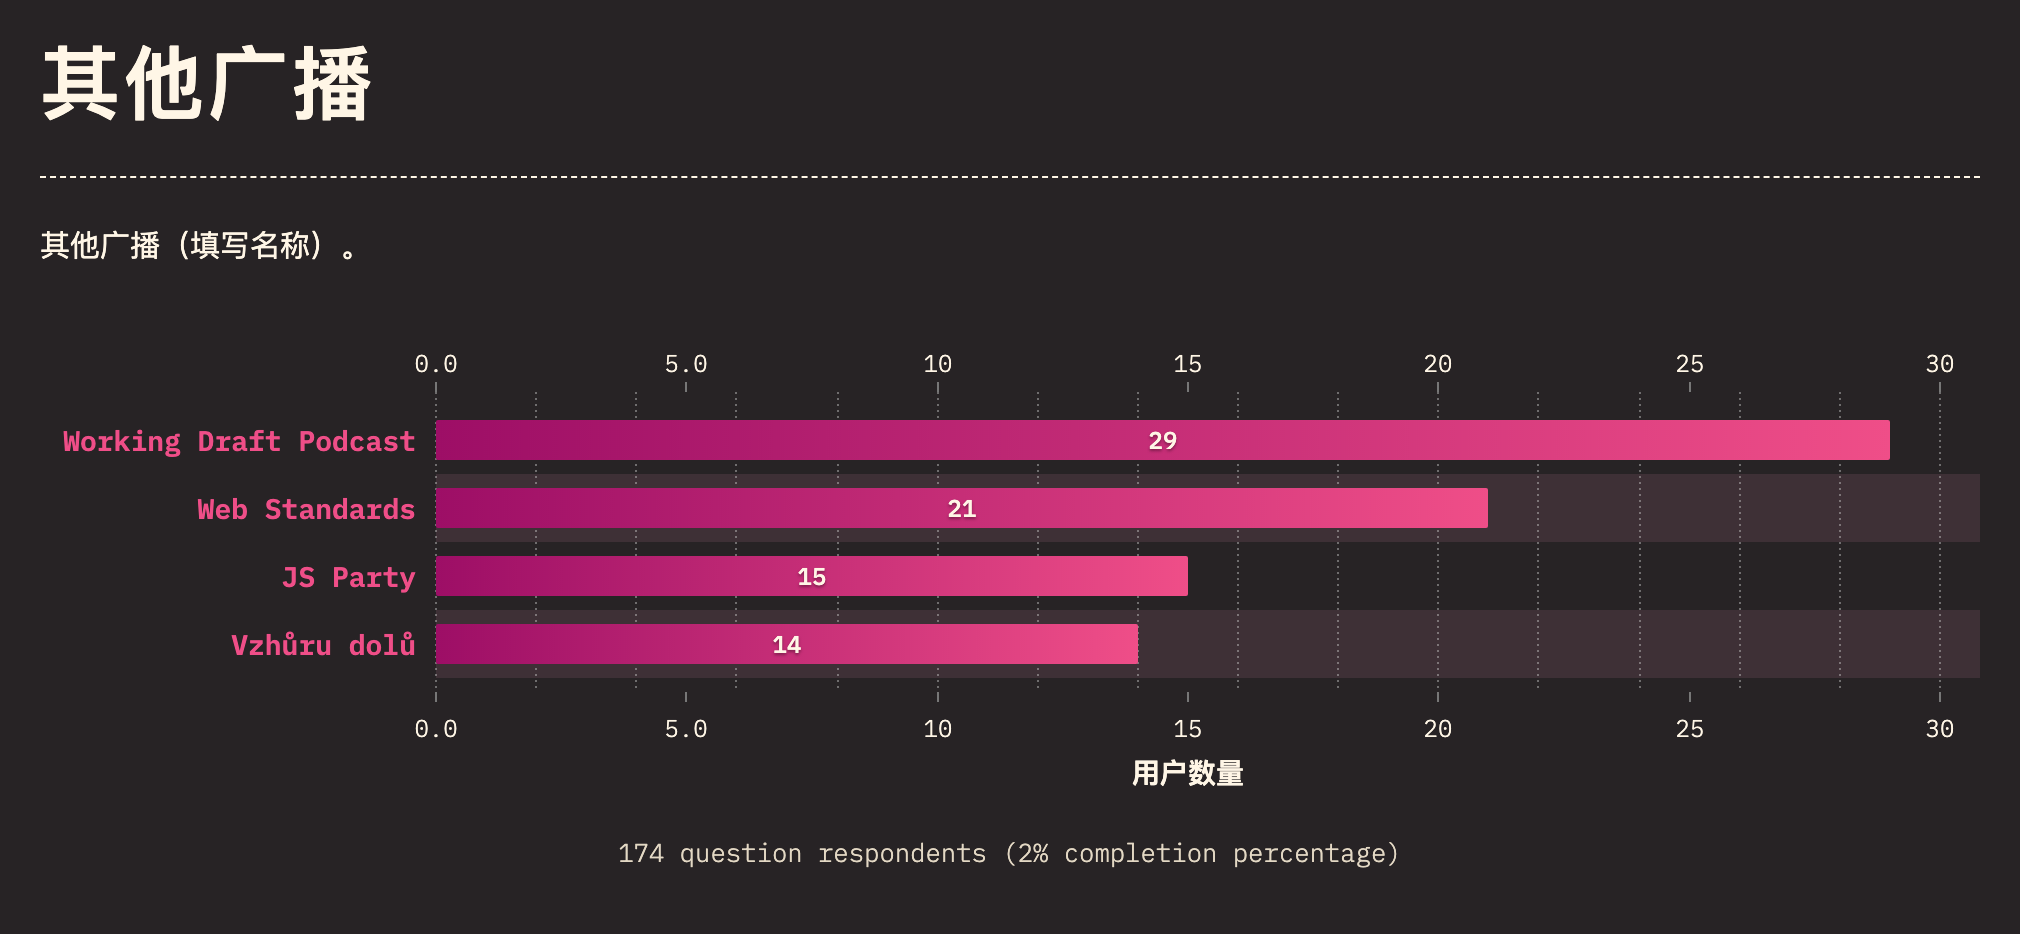 其他广播
其他广播（填写名称）。
0.0 5.0 10 15 20 25 30
Working Draft Podcast 29
Web Standards 21
JS Party 15
Vzhůru dolů 14
0.0 5.0 10 15 20 25 30
用户数量
174 question respondents (2% completion percentage)